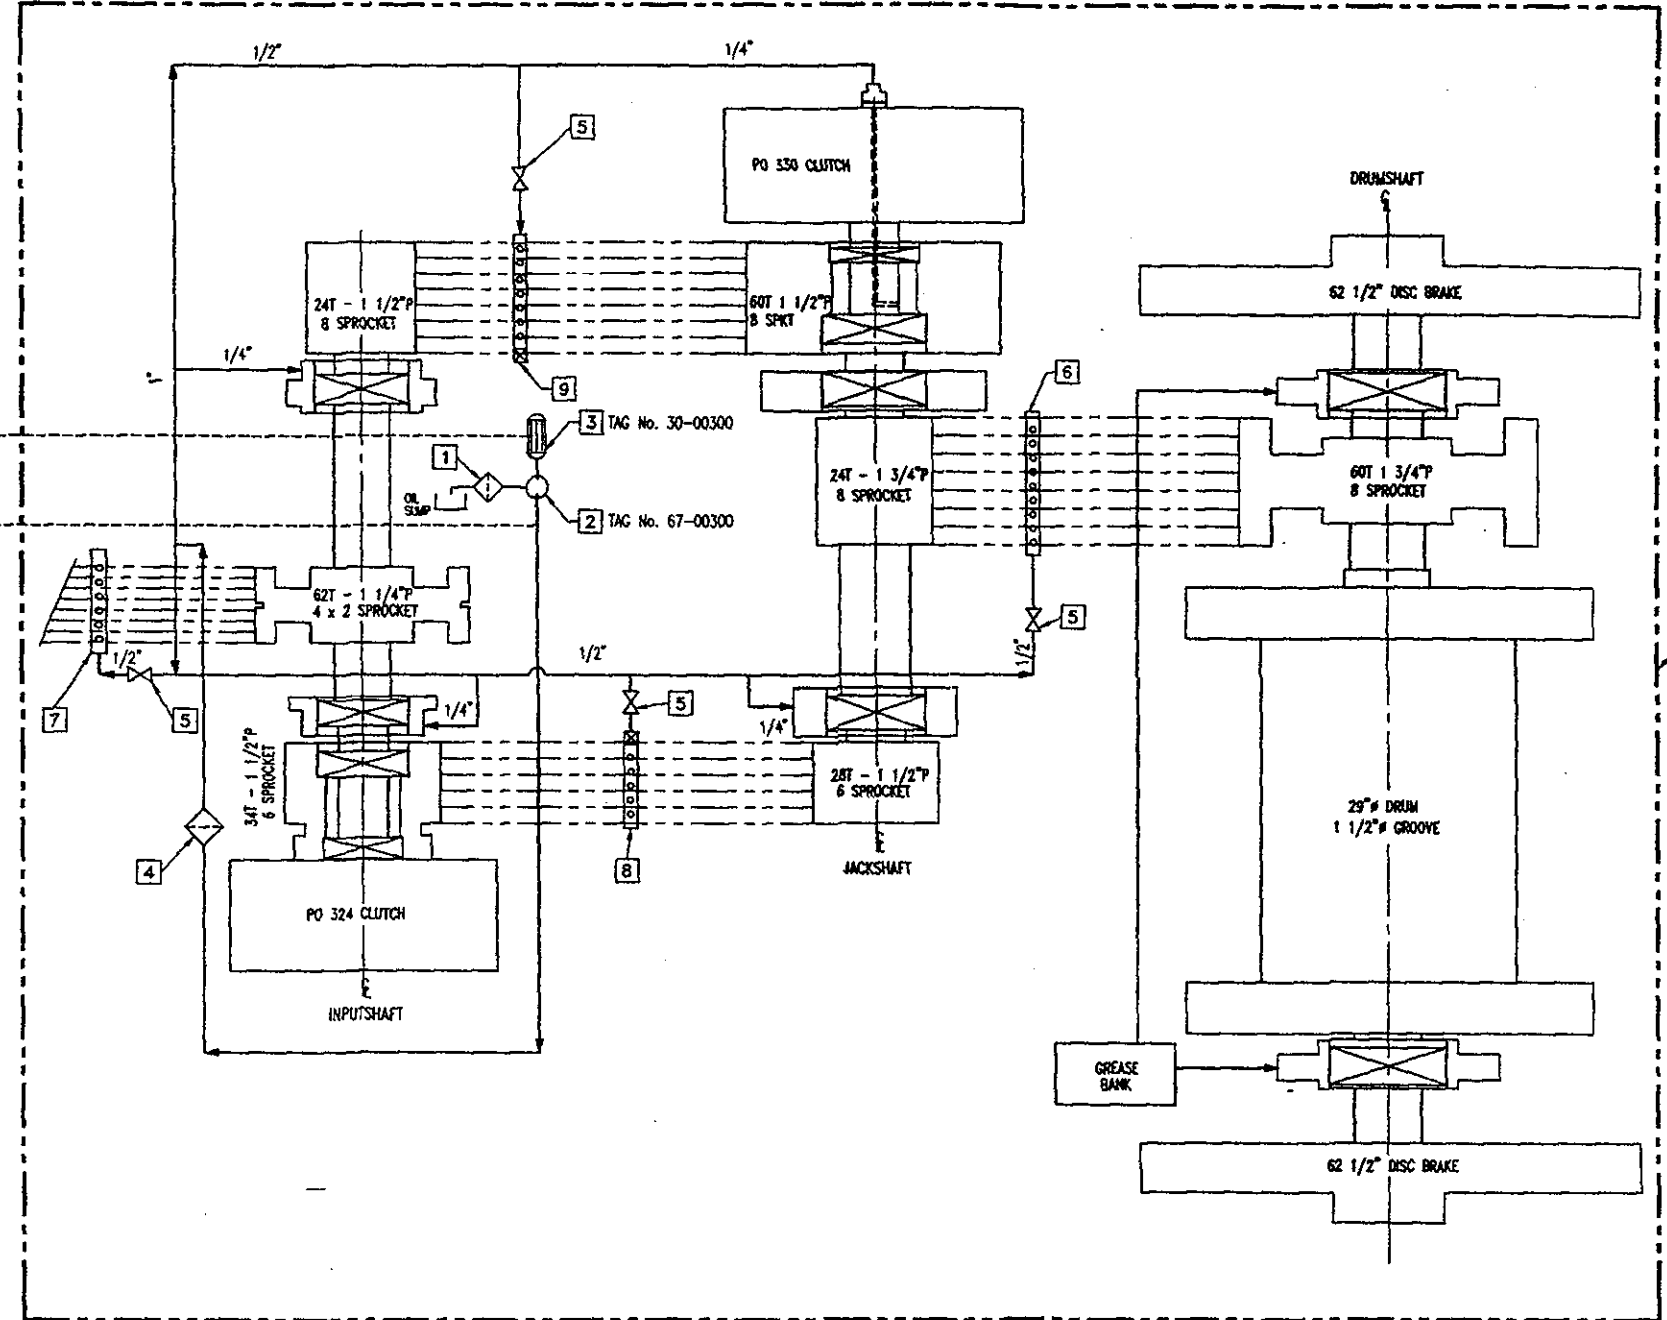 1/2"
1/4"
5
PO 330 CLUTCH
DRUMSHAFT
62 1/2" DISC BRAKE
24T - 1 1/2"P
8 SPROCKET
60T 1 1/2"P
8 SPKT
1/4"
1"
9
6
3 TAG No. 30-00300
1
OIL
SUMP
2 TAG No. 67-00300
24T - 1 3/4"P
8 SPROCKET
60T 1 3/4"P
8 SPROCKET
62T - 1 1/4"P
4 x 2 SPROCKET
5
1/2"
1/2"
1/2"
7
5
5
1/4"
1/4"
34T - 1 1/2"P
6 SPROCKET
28T - 1 1/2"P
6 SPROCKET
29"ø DRUM
1 1/2"ø GROOVE
4
8
JACKSHAFT
PO 324 CLUTCH
INPUTSHAFT
GREASE
BANK
62 1/2" DISC BRAKE